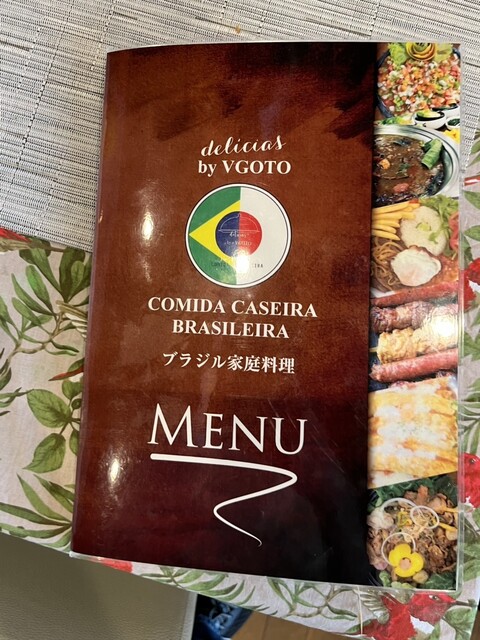 delícias
by VGOTO
COMIDA CASEIRA
BRASILEIRA
ブラジル家庭料理
MENU